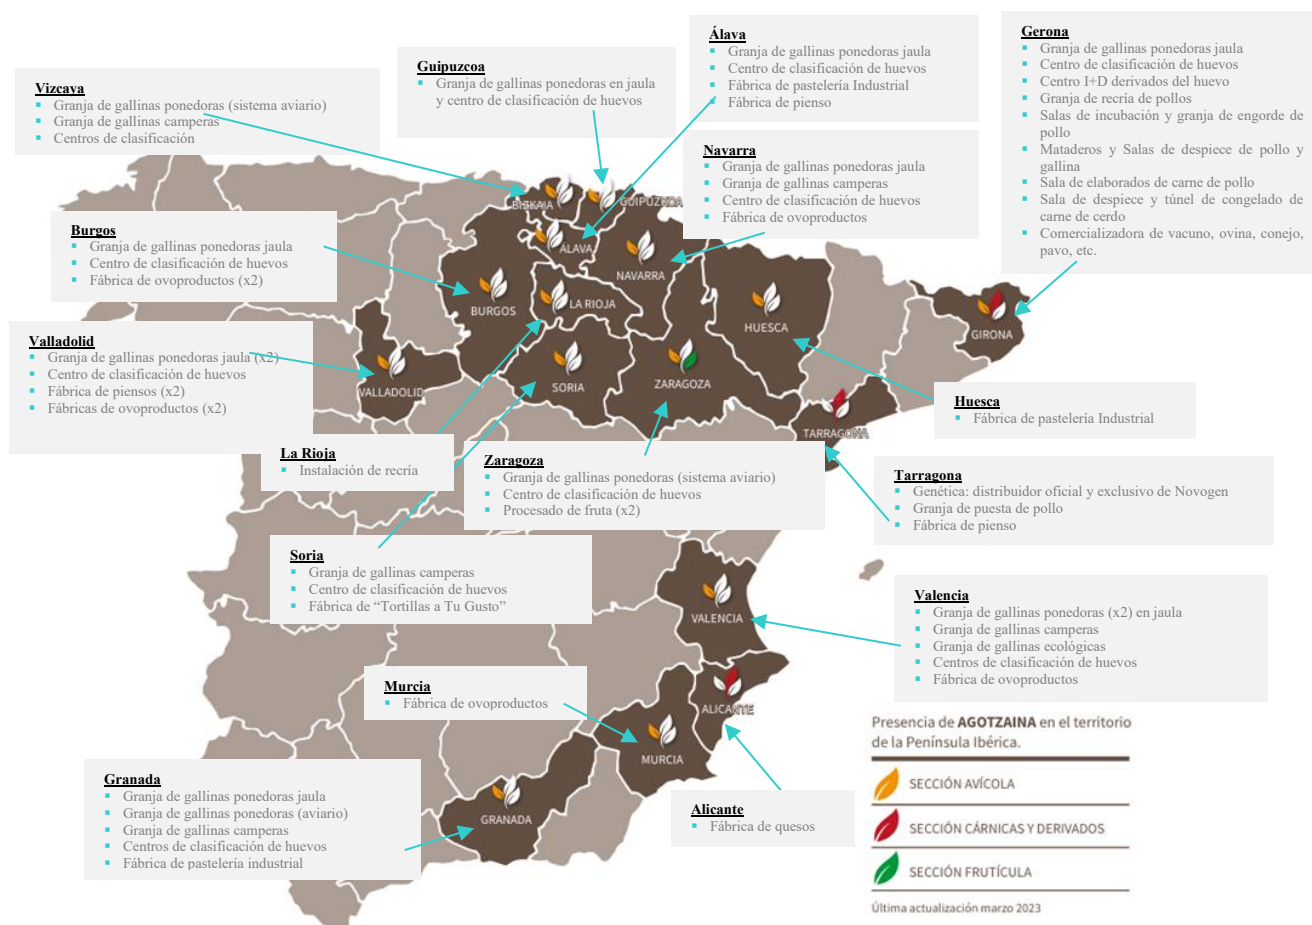 Vizcaya
Granja de gallinas ponedoras (sistema aviario)
Granja de gallinas camperas
Centros de clasificación
Guipuzcoa
Granja de gallinas ponedoras en jaula
y centro de clasificación de huevos
Álava
Granja de gallinas ponedoras jaula
Centro de clasificación de huevos
Fábrica de pastelería Industrial
Fábrica de pienso
Gerona
Granja de gallinas ponedoras jaula
Centro de clasificación de huevos
Centro I+D derivados del huevo
Granja de recría de pollos
Salas de incubación y granja de engorde de
pollo
Mataderos y Salas de despiece de pollo y
gallina
Sala de elaborados de carne de pollo
Sala de despiece y túnel de congelado de
carne de cerdo
Comercializadora de vacuno, ovina, conejo,
pavo, etc.
Navarra
Granja de gallinas ponedoras jaula
Granja de gallinas camperas
Centro de clasificación de huevos
Fábrica de ovoproductos
Burgos
Granja de gallinas ponedoras jaula
Centro de clasificación de huevos
Fábrica de ovoproductos (x2)
Valladolid
Granja de gallinas ponedoras jaula (x2)
Centro de clasificación de huevos
Fábrica de piensos (x2)
Fábricas de ovoproductos (x2)
BISKAIA
GUIPUZKOA
ÁLAVA
NAVARRA
BURGOS
LA RIOJA
HUESCA
GIRONA
VALLADOLID
SORIA
ZARAGOZA
TARRAGONA
Huesca
Fábrica de pastelería Industrial
La Rioja
Instalación de recría
Zaragoza
Granja de gallinas ponedoras (sistema aviario)
Centro de clasificación de huevos
Procesado de fruta (x2)
Tarragona
Genética: distribuidor oficial y exclusivo de Novogen
Granja de puesta de pollo
Fábrica de pienso
Soria
Granja de gallinas camperas
Centro de clasificación de huevos
Fábrica de “Tortillas a Tu Gusto”
VALENCIA
Valencia
Granja de gallinas ponedoras (x2) en jaula
Granja de gallinas camperas
Granja de gallinas ecológicas
Centros de clasificación de huevos
Fábrica de ovoproductos
Murcia
Fábrica de ovoproductos
ALICANTE
MURCIA
GRANADA
Granada
Granja de gallinas ponedoras jaula
Granja de gallinas ponedoras (aviario)
Granja de gallinas camperas
Centros de clasificación de huevos
Fábrica de pastelería industrial
Alicante
Fábrica de quesos
Presencia de AGOTZAINA en el territorio
de la Península Ibérica.
SECCIÓN AVÍCOLA
SECCIÓN CÁRNICAS Y DERIVADOS
SECCIÓN FRUTÍCULA
Última actualización marzo 2023